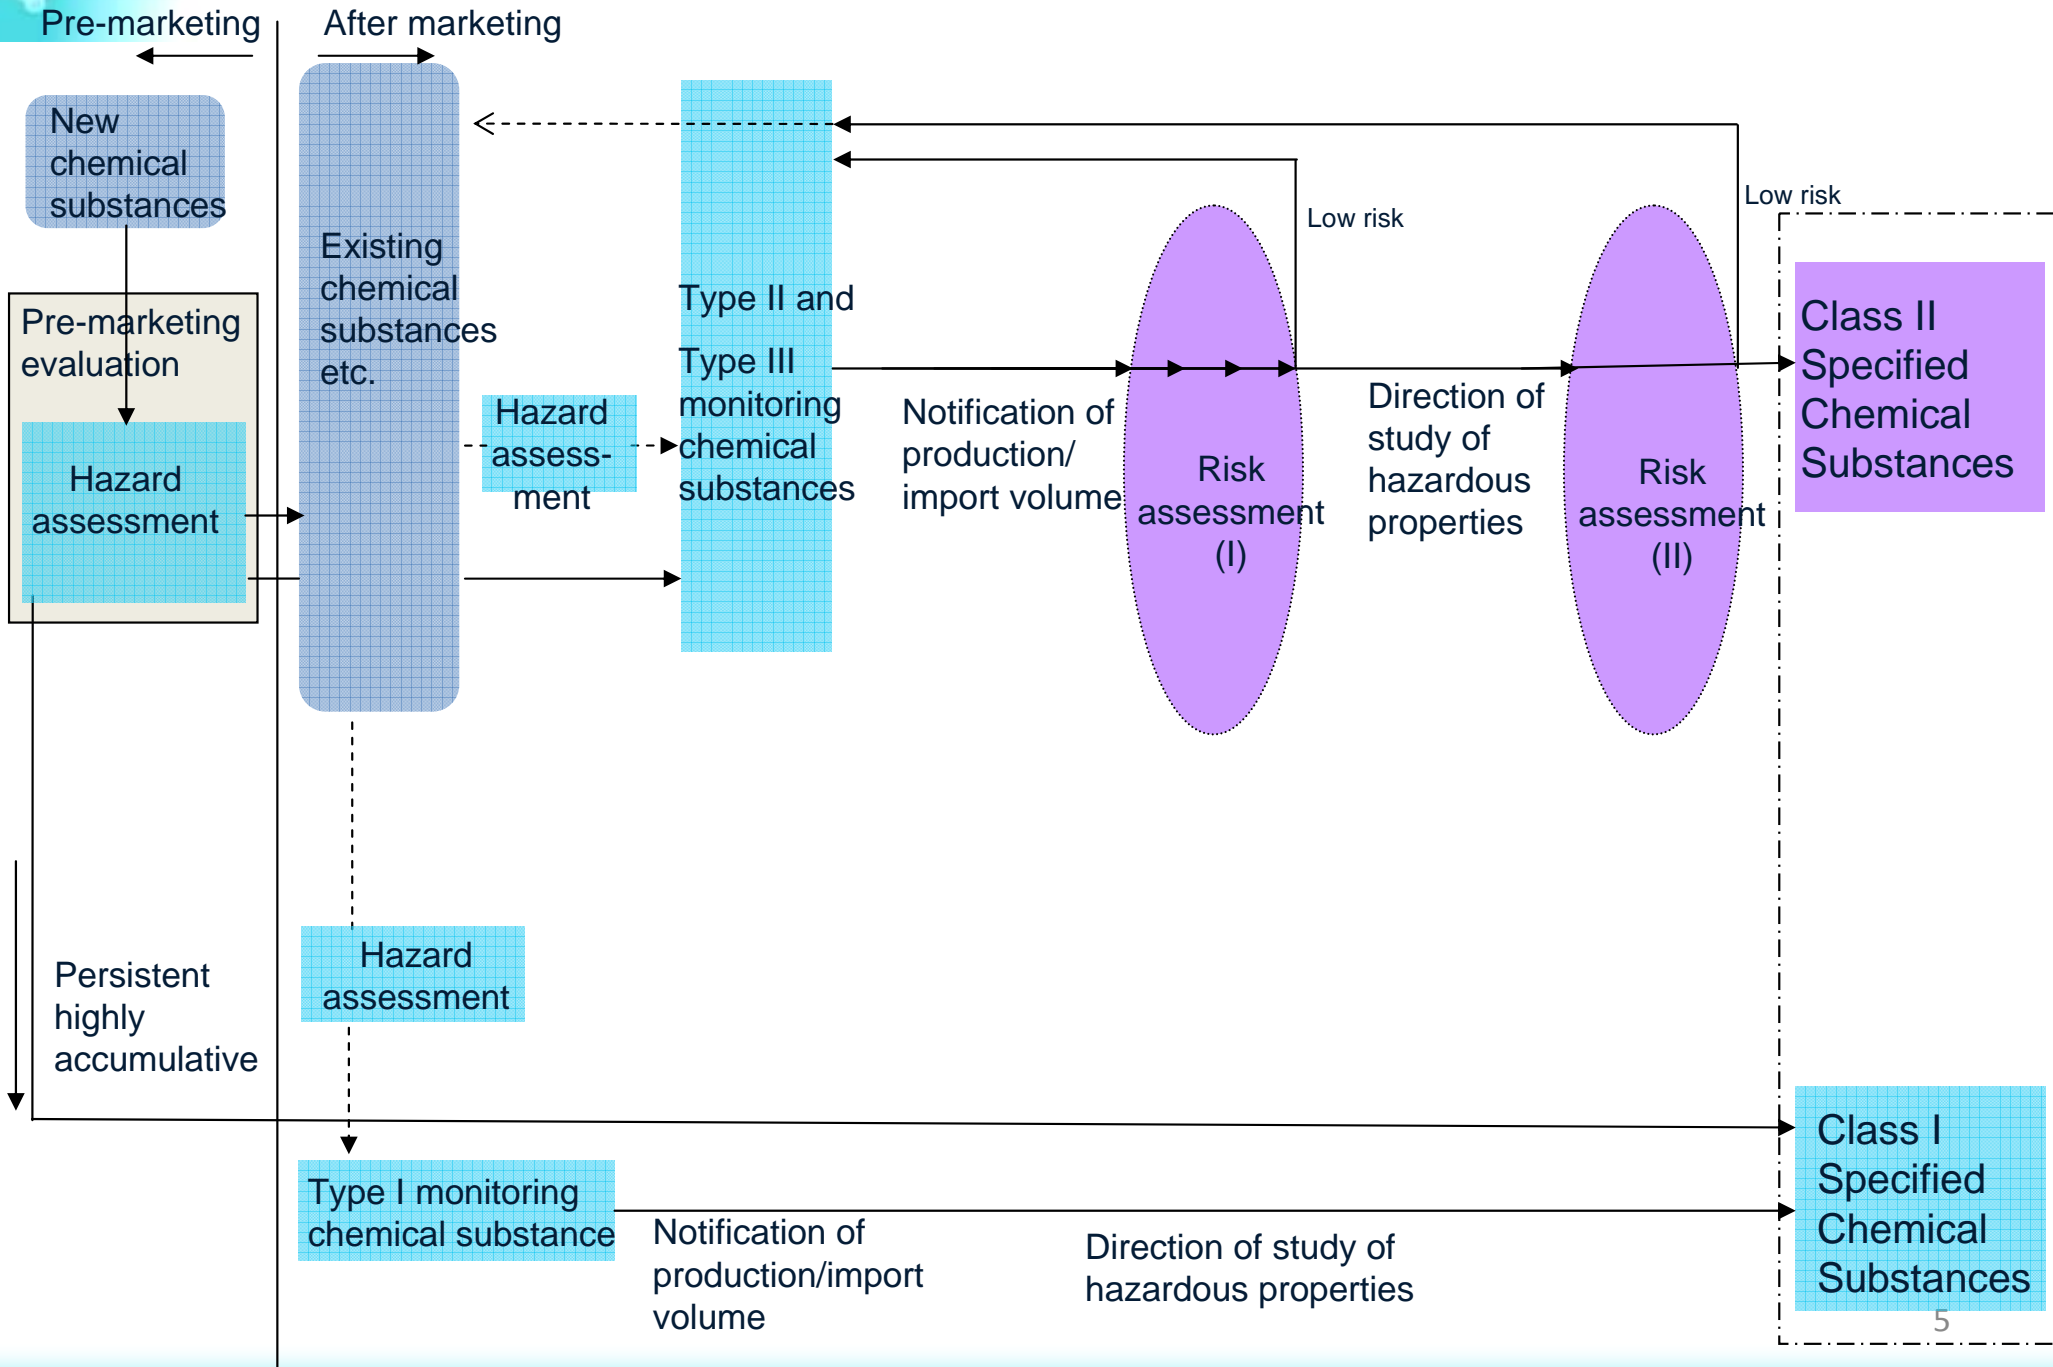 Pre-marketing
After marketing
New
chemical
substances
Pre-marketing
evaluation
Hazard
assessment
Existing
chemical
substances
etc.
Hazard
assess-
ment
Type II and
Type III
monitoring
chemical
substances
Notification of
production/
import volume
Low risk
Risk
assessment
(I)
Direction of
study of
hazardous
properties
Low risk
Risk
assessment
(II)
Class II
Specified
Chemical
Substances
Persistent
highly
accumulative
Hazard
assessment
Type I monitoring
chemical substance
Notification of
production/import
volume
Direction of study of
hazardous properties
Class I
Specified
Chemical
Substances
5